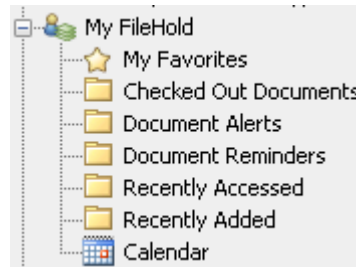 My FileHold
My Favorites
Checked Out Documents
Document Alerts
Document Reminders
Recently Accessed
Recently Added
Calendar